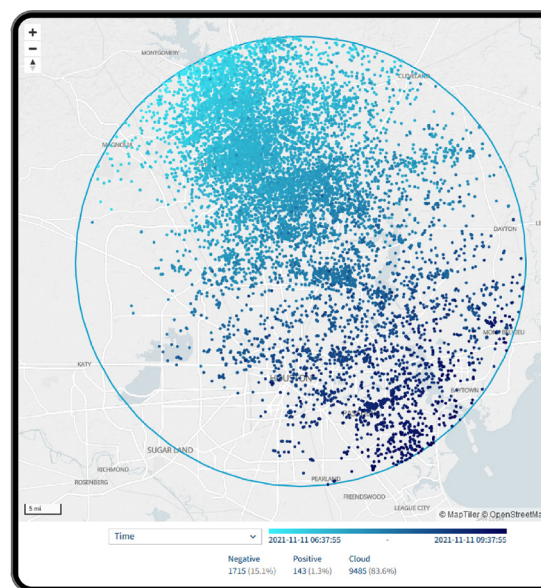 +
−
MONTGOMERY
CLEVELAND
MAGNOLIA
DAYTON
MONT BELVIEU
KATY
HOUSTON
BAYTOWN
SUGAR LAND
RICHMOND
ROSENBERG
PEARLAND
FRIENDSWOOD
LEAGUE CITY
5 mi
© MapTiler © OpenStreetMa
Time
2021-11-11 06:37:55 - 2021-11-11 09:37:55
Negative Positive Cloud
1715 (15.1%) 143 (1.3%) 9485 (83.6%)